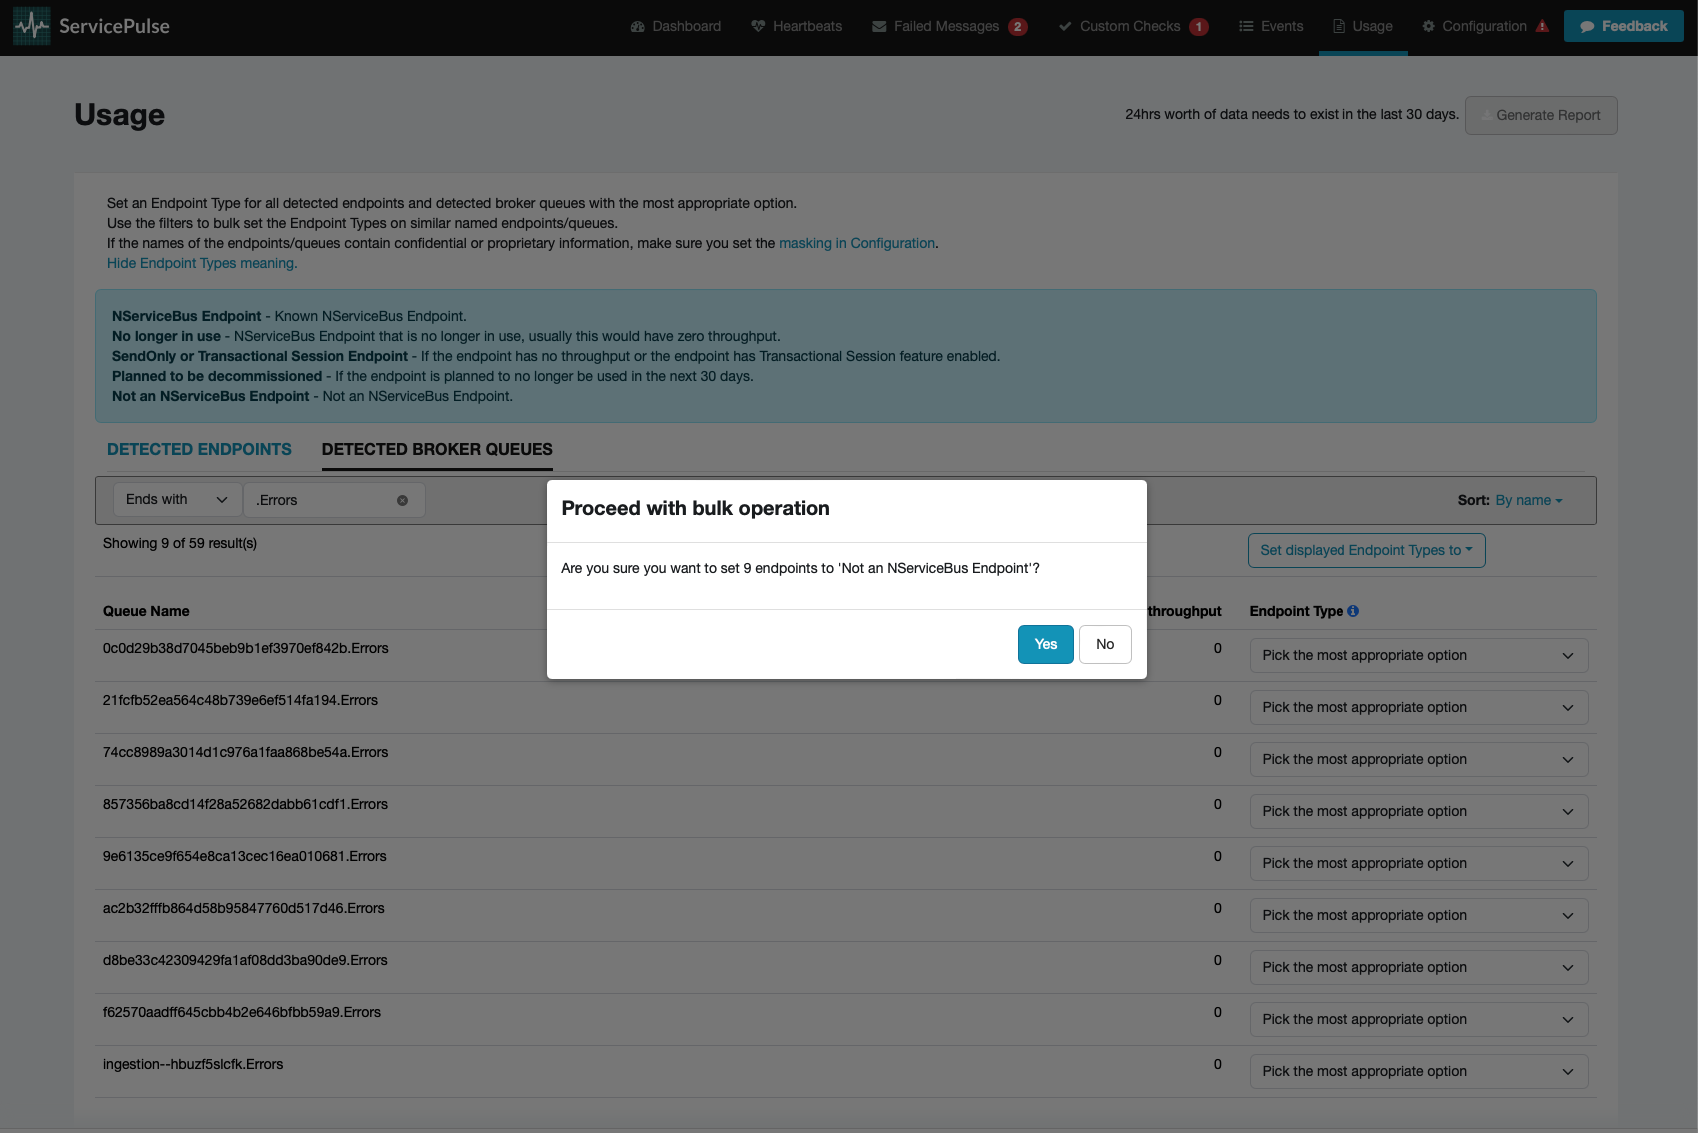 ServicePulse
Dashboard Heartbeats Failed Messages 2 Custom Checks 1 Events Usage Configuration Feedback
Usage
24hrs worth of data needs to exist in the last 30 days. Generate Report
Set an Endpoint Type for all detected endpoints and detected broker queues with the most appropriate option.
Use the filters to bulk set the Endpoint Types on similar named endpoints/queues.
If the names of the endpoints/queues contain confidential or proprietary information, make sure you set the masking in Configuration.
Hide Endpoint Types meaning.
NServiceBus Endpoint - Known NServiceBus Endpoint.
No longer in use - NServiceBus Endpoint that is no longer in use, usually this would have zero throughput.
SendOnly or Transactional Session Endpoint - If the endpoint has no throughput or the endpoint has Transactional Session feature enabled.
Planned to be decommissioned - If the endpoint is planned to no longer be used in the next 30 days.
Not an NServiceBus Endpoint - Not an NServiceBus Endpoint.
DETECTED ENDPOINTS DETECTED BROKER QUEUES
Ends with .Errors Sort: By name
Showing 9 of 59 result(s) Set displayed Endpoint Types to
Proceed with bulk operation
Are you sure you want to set 9 endpoints to 'Not an NServiceBus Endpoint'?
Yes No
Queue Name throughput Endpoint Type
0c0d29b38d7045beb9b1ef3970ef842b.Errors 0 Pick the most appropriate option
21fcfb52ea564c48b739e6ef514fa194.Errors 0 Pick the most appropriate option
74cc8989a3014d1c976a1faa868be54a.Errors 0 Pick the most appropriate option
857356ba8cd14f28a52682dabb61cdf1.Errors 0 Pick the most appropriate option
9e6135ce9f654e8ca13cec16ea010681.Errors 0 Pick the most appropriate option
ac2b32fffb864d58b95847760d517d46.Errors 0 Pick the most appropriate option
d8be33c42309429fa1af08dd3ba90de9.Errors 0 Pick the most appropriate option
f62570aadff645cbb4b2e646bfbb59a9.Errors 0 Pick the most appropriate option
ingestion--hbuzf5slcfk.Errors 0 Pick the most appropriate option